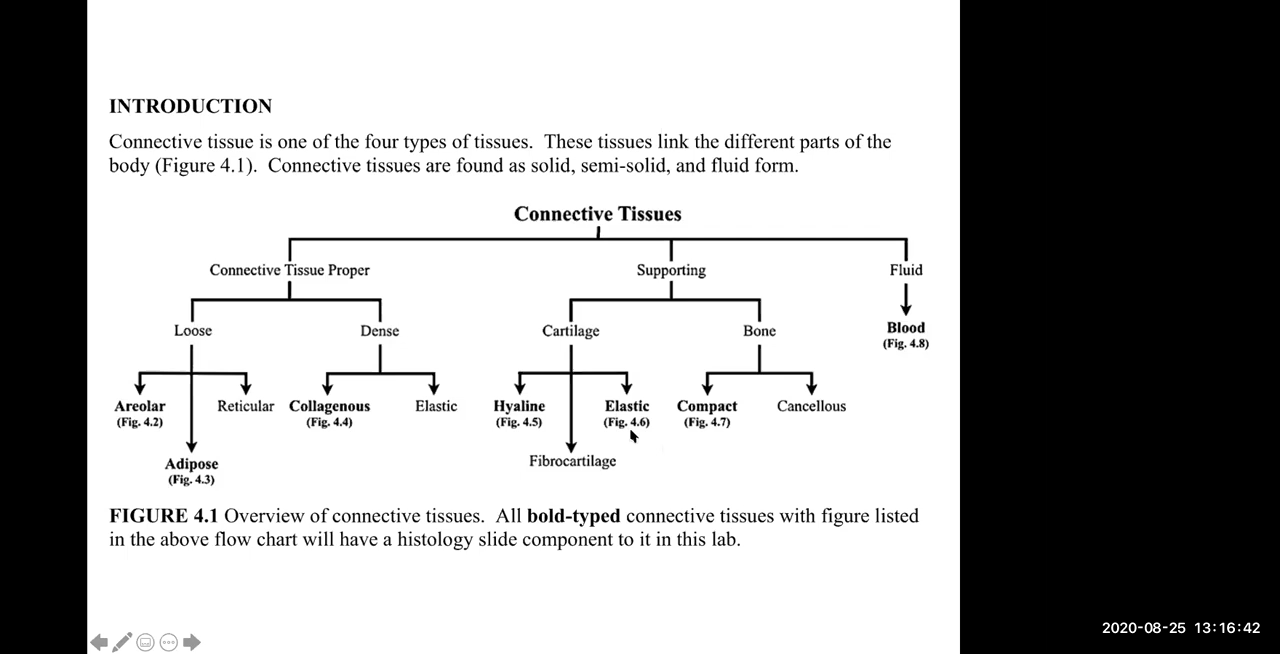 INTRODUCTION
Connective tissue is one of the four types of tissues.  These tissues link the different parts of the
body (Figure 4.1).  Connective tissues are found as solid, semi-solid, and fluid form.
Connective Tissues
Connective Tissue Proper
Supporting
Fluid
Loose
Dense
Cartilage
Bone
Blood
(Fig. 4.8)
Areolar
(Fig. 4.2)
Reticular
Collagenous
(Fig. 4.4)
Elastic
Hyaline
(Fig. 4.5)
Elastic
(Fig. 4.6)
Compact
(Fig. 4.7)
Cancellous
Adipose
(Fig. 4.3)
Fibrocartilage
FIGURE 4.1 Overview of connective tissues.  All bold-typed connective tissues with figure listed
in the above flow chart will have a histology slide component to it in this lab.
2020-08-25 13:16:42